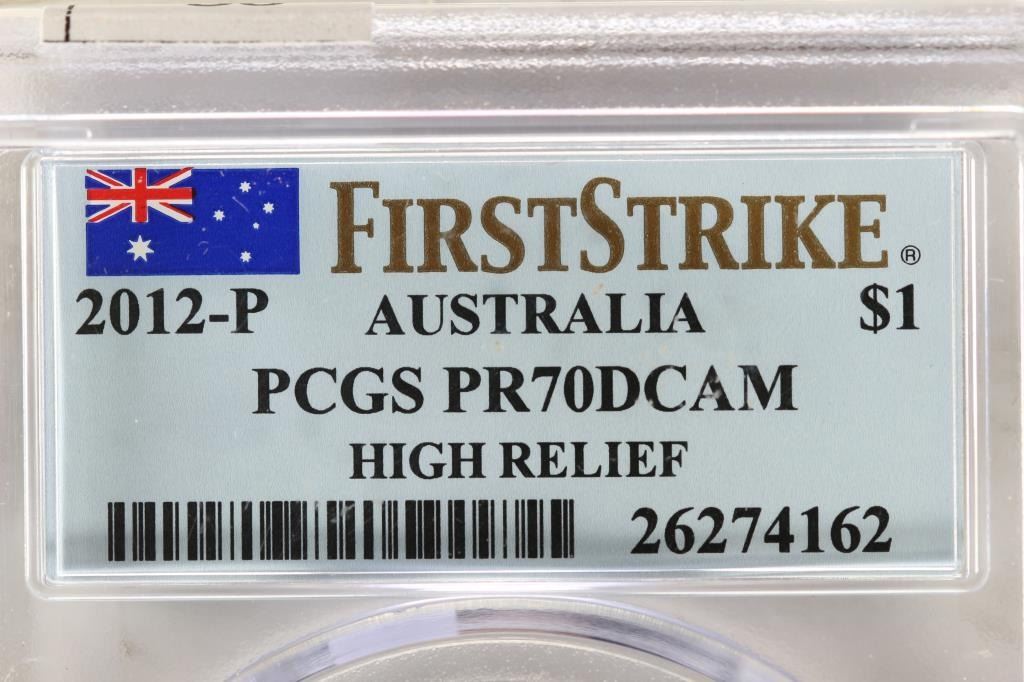 FIRSTSTRIKE®
2012-P AUSTRALIA $1
PCGS PR70DCAM
HIGH RELIEF
26274162